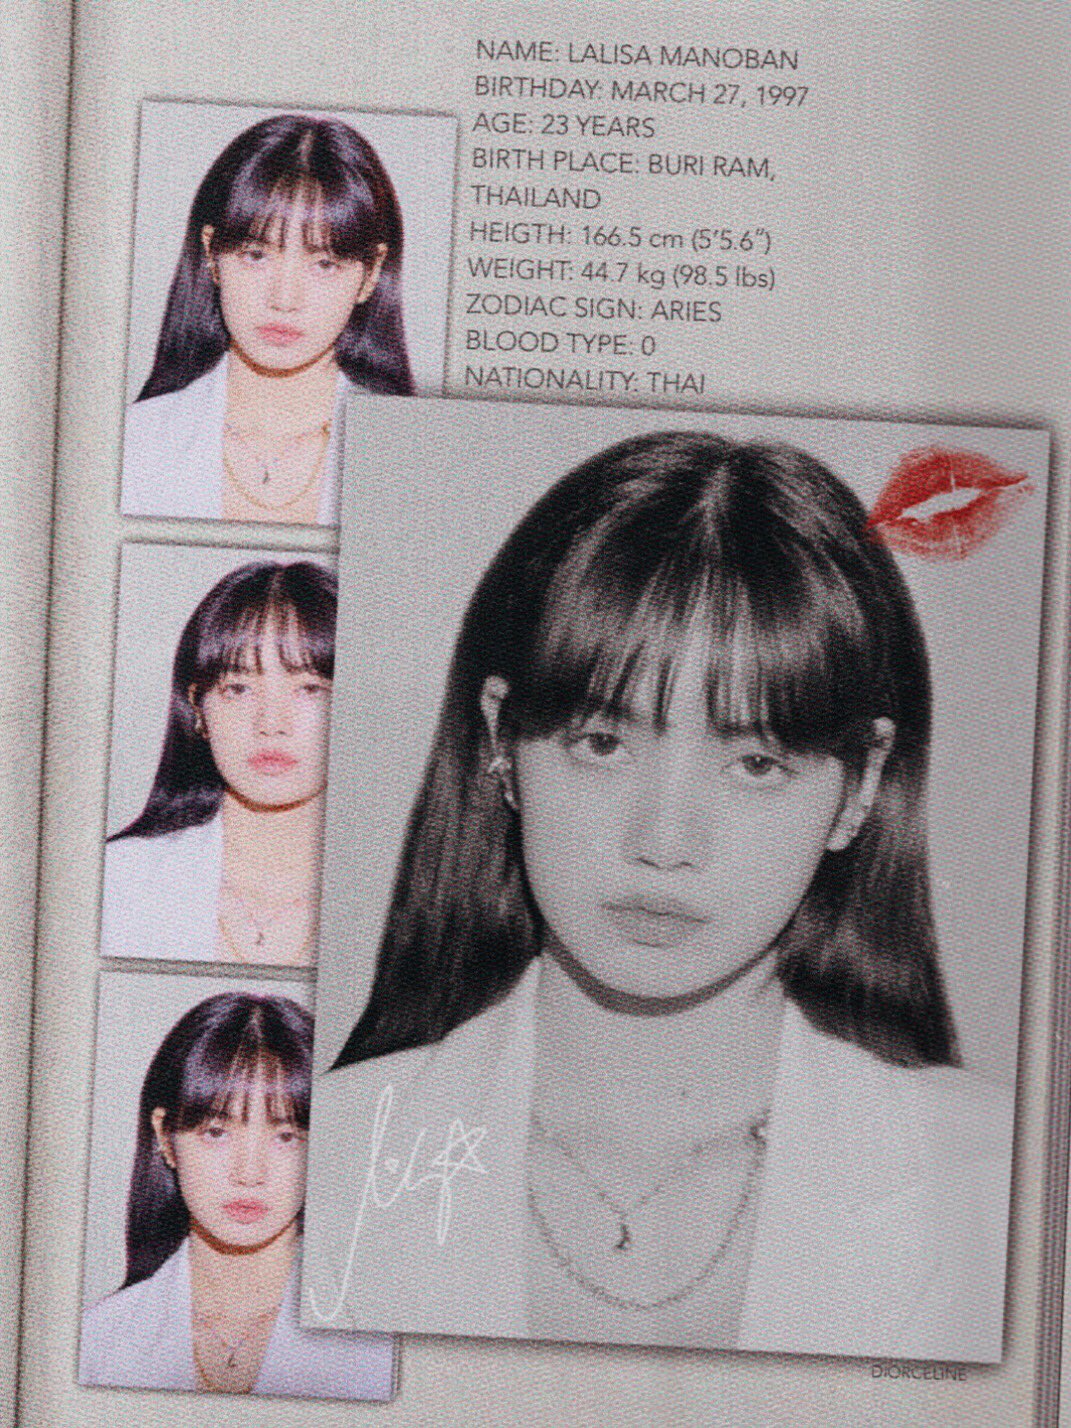 NAME: LALISA MANOBAN
BIRTHDAY: MARCH 27, 1997
AGE: 23 YEARS
BIRTH PLACE: BURI RAM,
THAILAND
HEIGTH: 166.5 cm (5'5.6")
WEIGHT: 44.7 kg (98.5 lbs)
ZODIAC SIGN: ARIES
BLOOD TYPE: 0
NATIONALITY: THAI
DIORCELINE